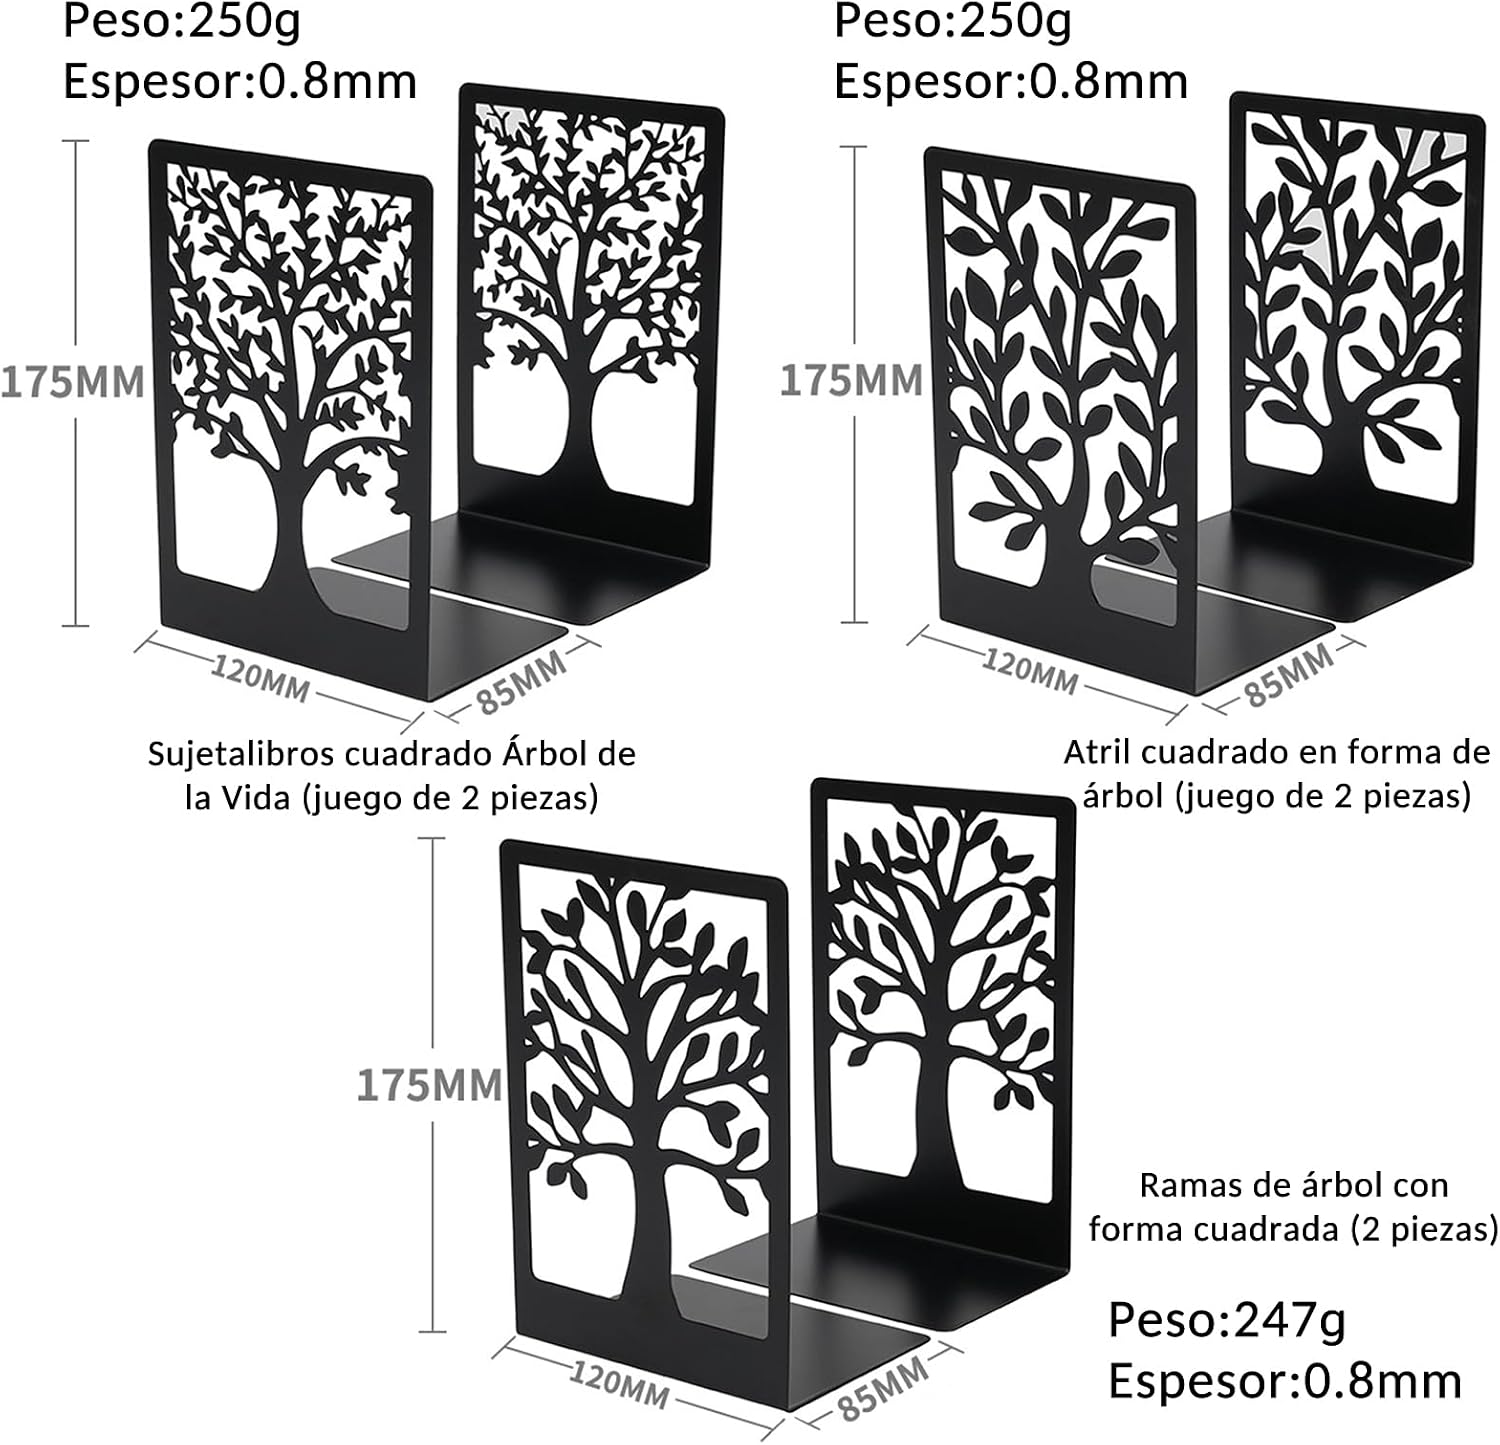 Peso:250g
Espesor:0.8mm
175MM
120MM
85MM
Sujetalibros cuadrado Árbol de
la Vida (juego de 2 piezas)
Peso:250g
Espesor:0.8mm
175MM
120MM
85MM
Atril cuadrado en forma de
árbol (juego de 2 piezas)
175MM
120MM
85MM
Ramas de árbol con
forma cuadrada (2 piezas)
Peso:247g
Espesor:0.8mm